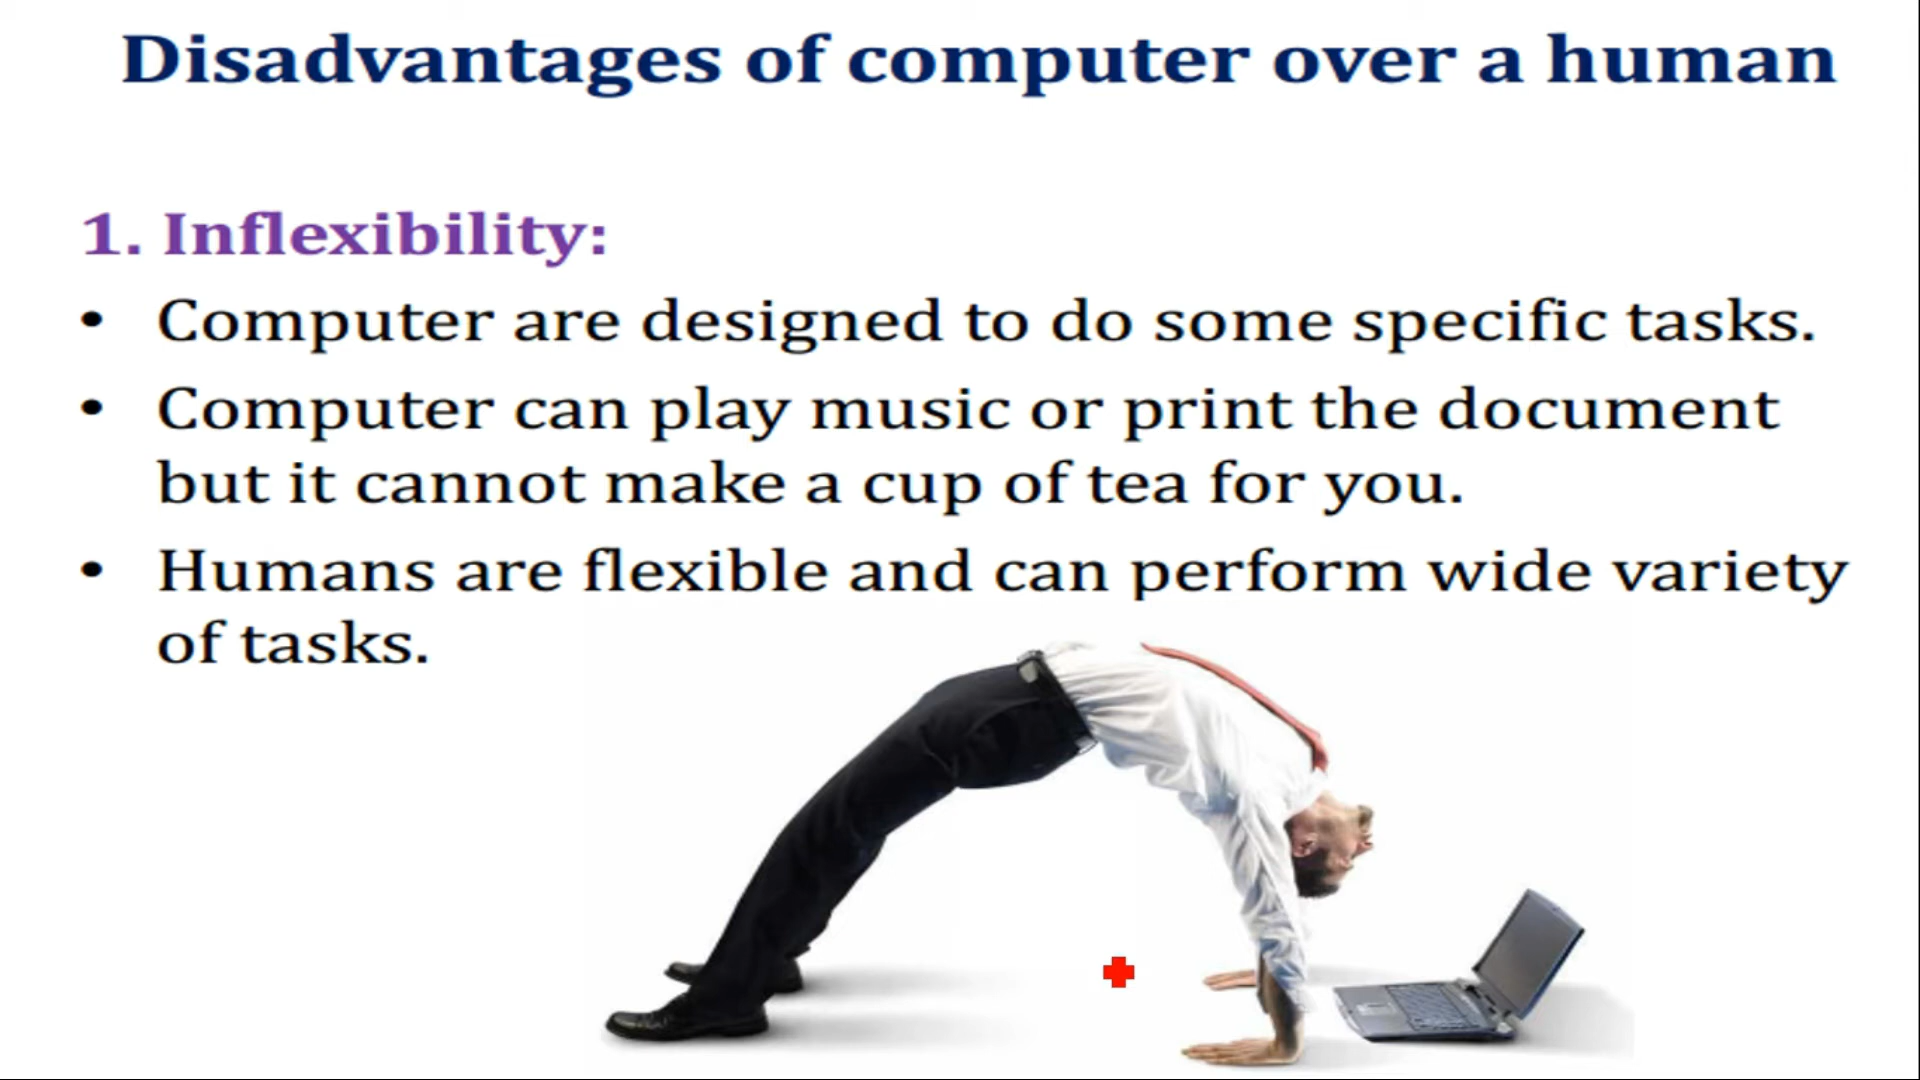 Disadvantages of computer over a human
1. Inflexibility:
• Computer are designed to do some specific tasks.
• Computer can play music or print the document
but it cannot make a cup of tea for you.
• Humans are flexible and can perform wide variety
of tasks.